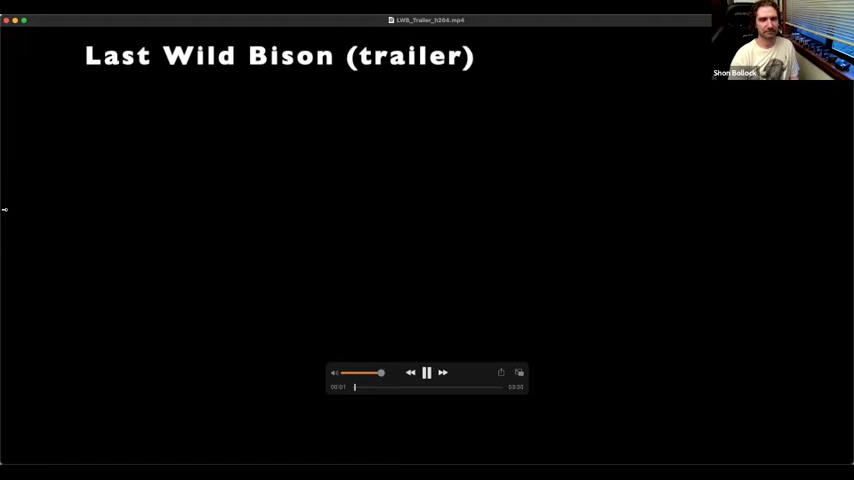 LWB_Trailer_h264.mp4
Last Wild Bison (trailer)
Shon Bollock
00:01
03:30